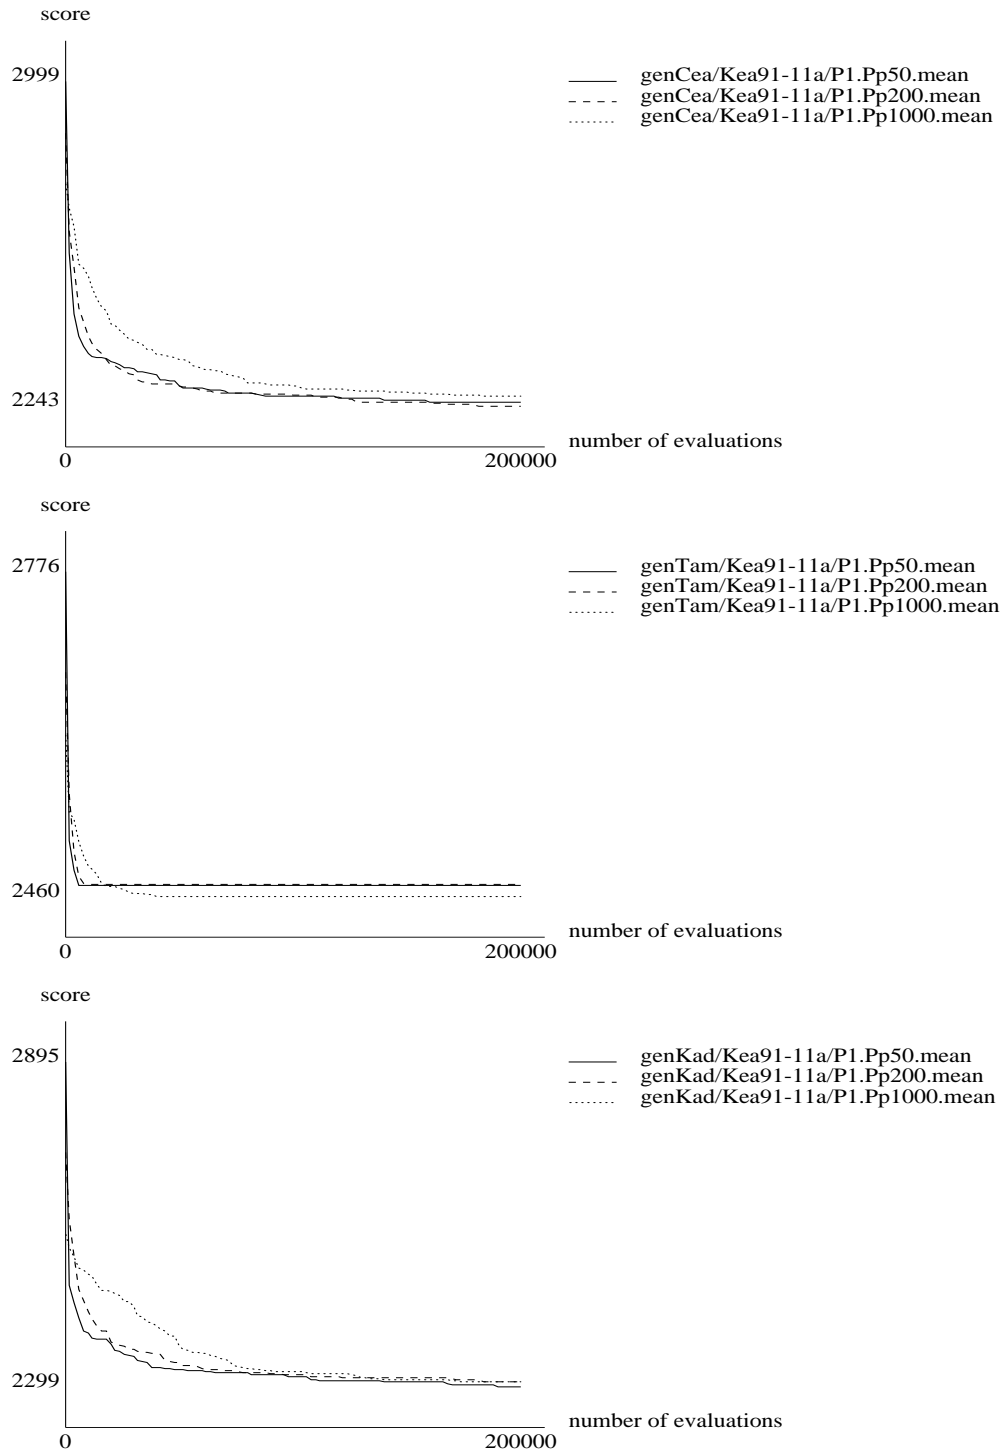 score
2999
genCea/Kea91-11a/P1.Pp50.mean
genCea/Kea91-11a/P1.Pp200.mean
genCea/Kea91-11a/P1.Pp1000.mean
2243
number of evaluations
0 200000
score
2776
genTam/Kea91-11a/P1.Pp50.mean
genTam/Kea91-11a/P1.Pp200.mean
genTam/Kea91-11a/P1.Pp1000.mean
2460
number of evaluations
0 200000
score
2895
genKad/Kea91-11a/P1.Pp50.mean
genKad/Kea91-11a/P1.Pp200.mean
genKad/Kea91-11a/P1.Pp1000.mean
2299
number of evaluations
0 200000